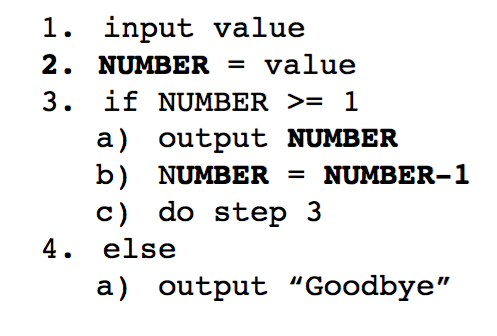 1. input value
2. NUMBER = value
3. if NUMBER >= 1
a) output NUMBER
b) NUMBER = NUMBER-1
c) do step 3
4. else
a) output “Goodbye”